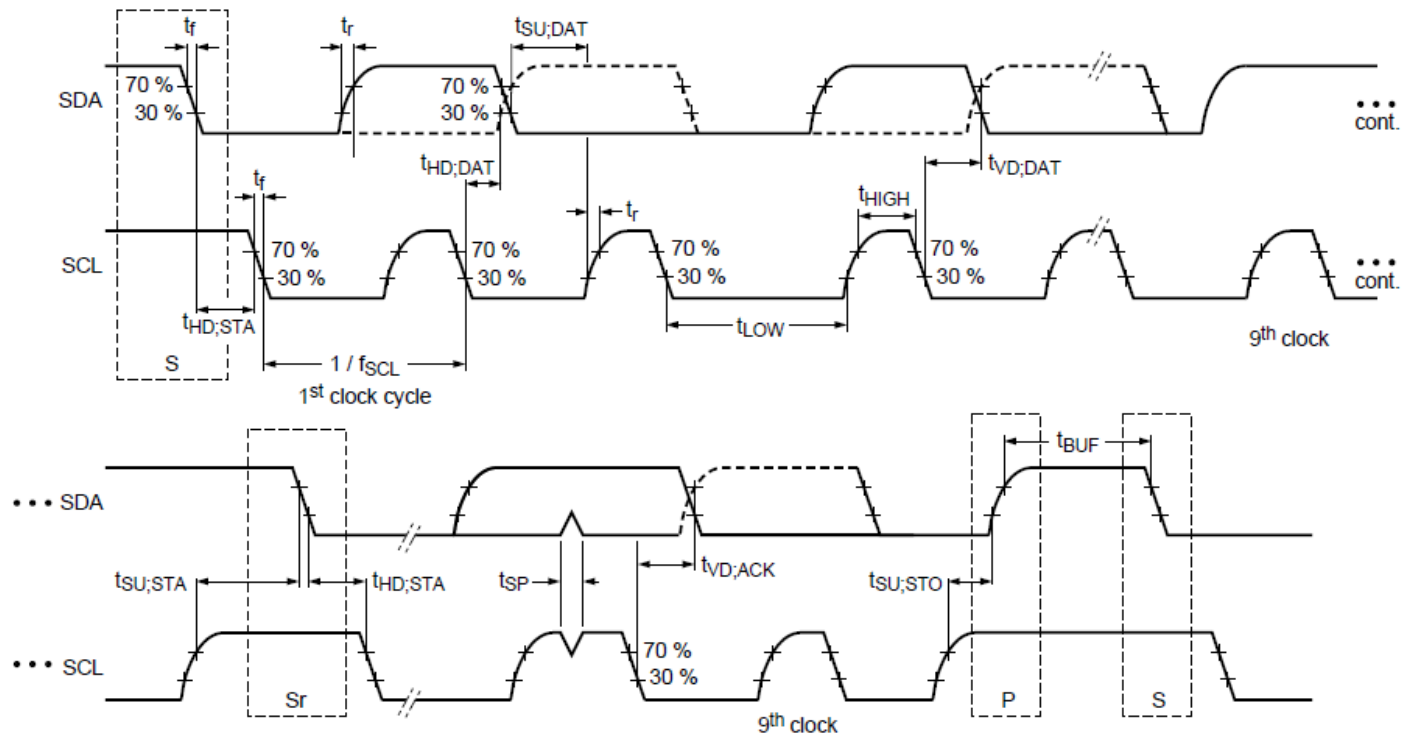 tf tr tSU;DAT
SDA 70 % 30 % 70 % 30 % ••• cont.
tHD;DAT tVD;DAT
tf tr tHIGH
SCL 70 % 30 % 70 % 30 % 70 % 30 % 70 % 30 % ••• cont.
tHD;STA tLOW 9th clock
S 1 / fSCL
1st clock cycle
tBUF
••• SDA
tSU;STA tHD;STA tSP tVD;ACK tSU;STO
••• SCL 70 % 30 %
Sr P S
9th clock